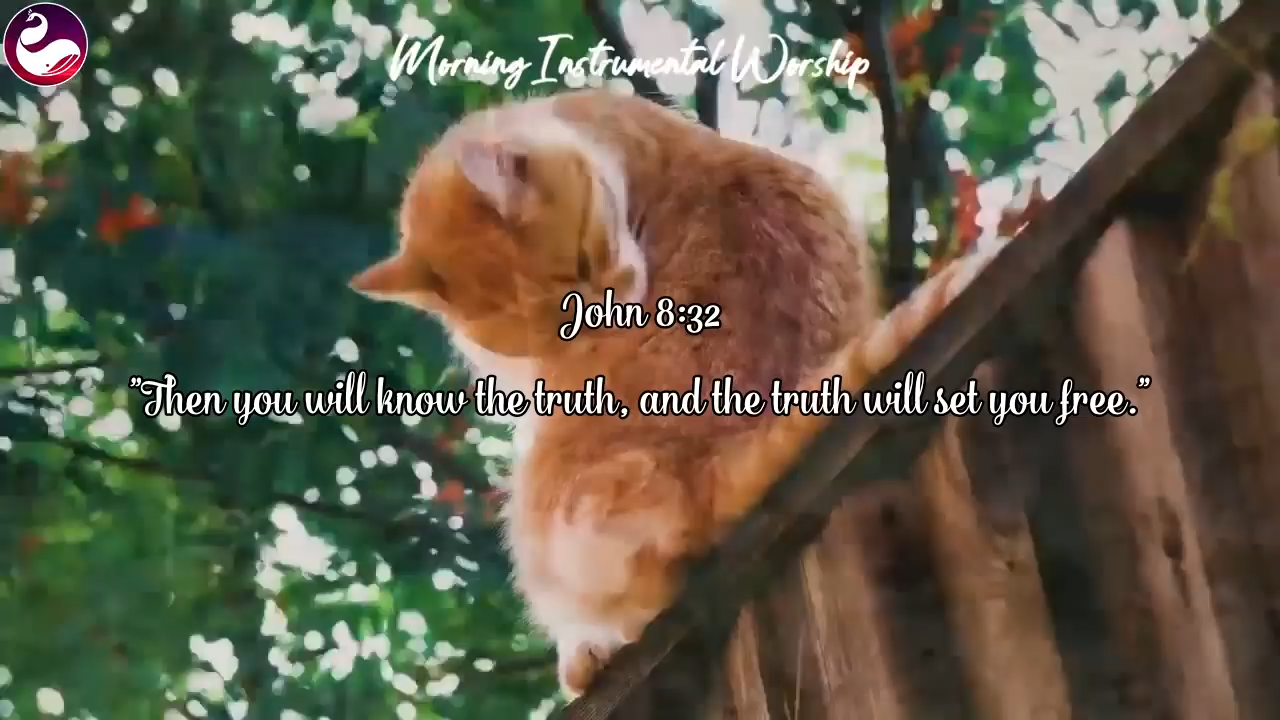 Morning Instrumental Worship
John 8:32
"Then you will know the truth, and the truth will set you free."